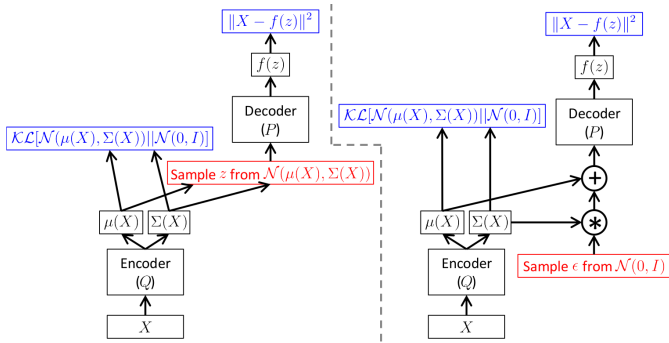 ‖X − f(z)‖²
f(z)
Decoder
(P)
𝒦ℒ[𝒩(μ(X), Σ(X))||𝒩(0, I)]
Sample z from 𝒩(μ(X), Σ(X))
μ(X) Σ(X)
Encoder
(Q)
X
‖X − f(z)‖²
f(z)
Decoder
(P)
𝒦ℒ[𝒩(μ(X), Σ(X))||𝒩(0, I)]
+
μ(X) Σ(X) *
Encoder
(Q)
Sample ϵ from 𝒩(0, I)
X